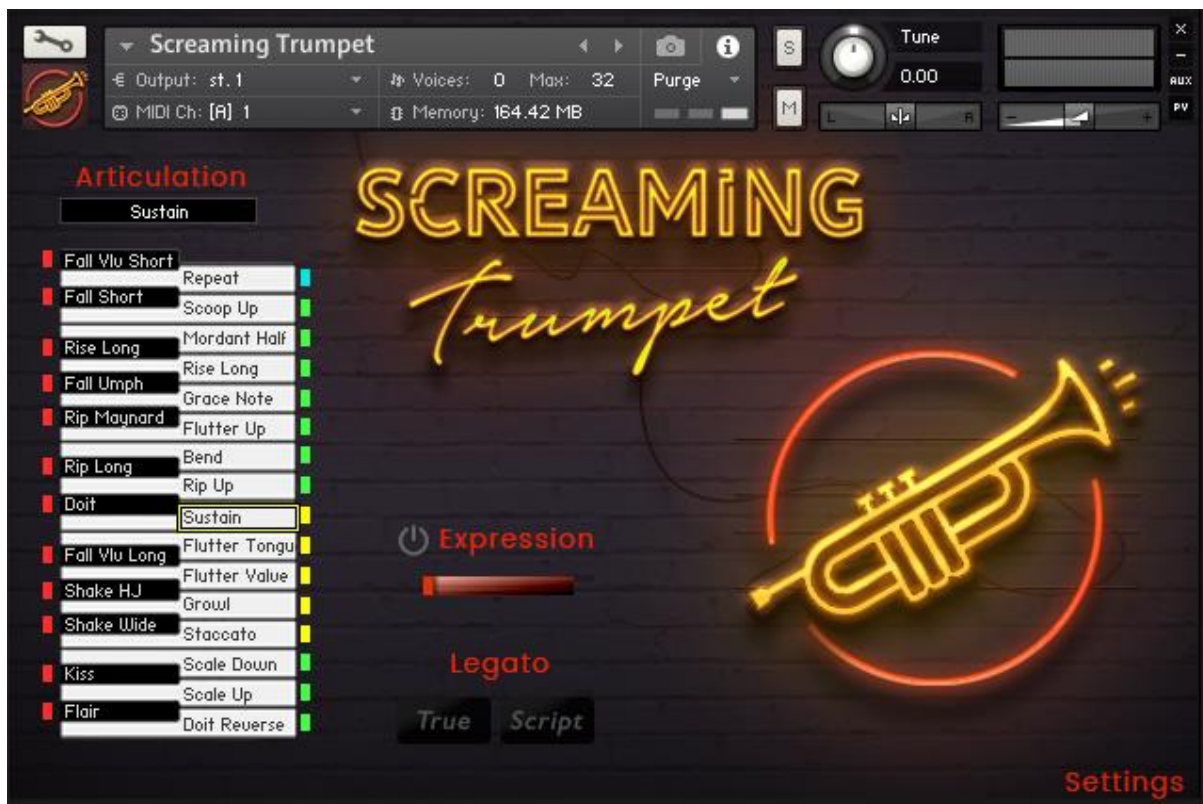 Screaming Trumpet
Output: st. 1
Voices: 0 Max: 32
Purge
MIDI Ch: [A] 1
Memory: 164.42 MB
S
M
Tune
0.00
L
R
AUX
PV
Articulation
Sustain
Fall Vlv Short
Repeat
Fall Short
Scoop Up
Mordant Half
Rise Long
Rise Long
Fall Umph
Grace Note
Rip Maynard
Flutter Up
Bend
Rip Long
Rip Up
Doit
Sustain
Flutter Tongu
Fall Vlv Long
Flutter Valve
Shake HJ
Growl
Shake Wide
Staccato
Scale Down
Kiss
Scale Up
Flair
Doit Reverse
SCREAMING
Trumpet
Expression
Legato
True
Script
Settings